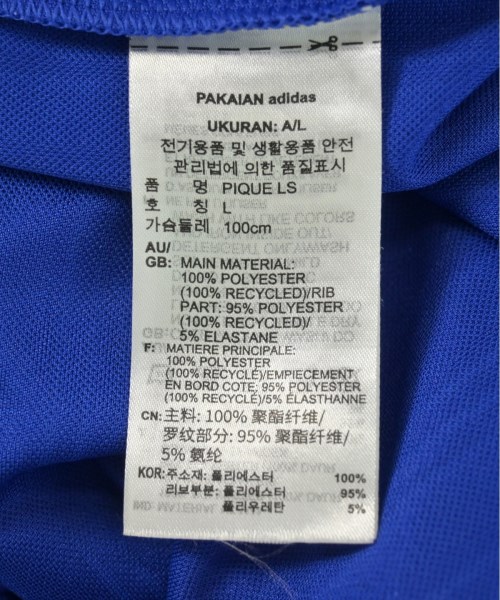 PAKAIAN adidas
UKURAN: A/L
전기용품 및 생활용품 안전
관리법에 의한 품질표시
품 명 PIQUE LS
호 칭 L
가슴둘레 100cm
AU/
GB: MAIN MATERIAL:
100% POLYESTER
(100% RECYCLED)/RIB
PART: 95% POLYESTER
(100% RECYCLED)/
5% ELASTANE
F: MATIERE PRINCIPALE:
100% POLYESTER
(100% RECYCLÉ)/EMPIECEMENT
EN BORD COTE: 95% POLYESTER
(100% RECYCLÉ)/5% ÉLASTHANNE
CN: 主料: 100% 聚酯纤维/
罗纹部分: 95% 聚酯纤维/
5% 氨纶
KOR: 주소재: 폴리에스터 100%
리브부분: 폴리에스터 95%
폴리우레탄 5%